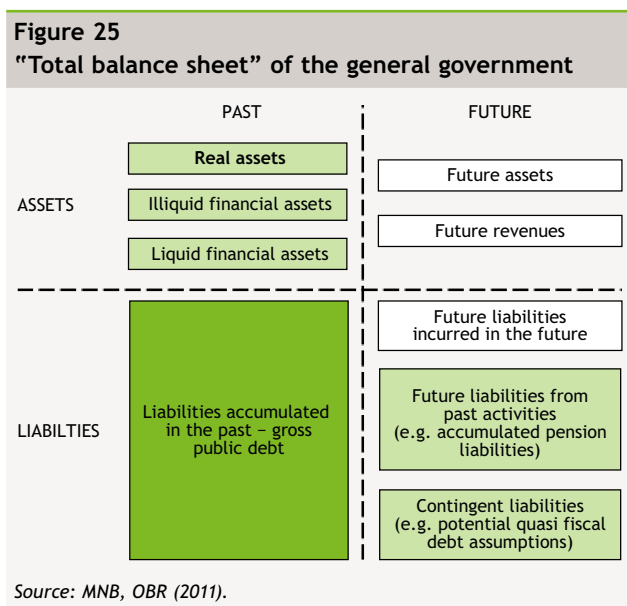 Figure 25
“Total balance sheet” of the general government
PAST
FUTURE
ASSETS
Real assets
Illiquid financial assets
Liquid financial assets
Future assets
Future revenues
LIABILTIES
Liabilities accumulated
in the past – gross
public debt
Future liabilities
incurred in the future
Future liabilities from
past activities
(e.g. accumulated pension
liabilities)
Contingent liabilities
(e.g. potential quasi fiscal
debt assumptions)
Source: MNB, OBR (2011).